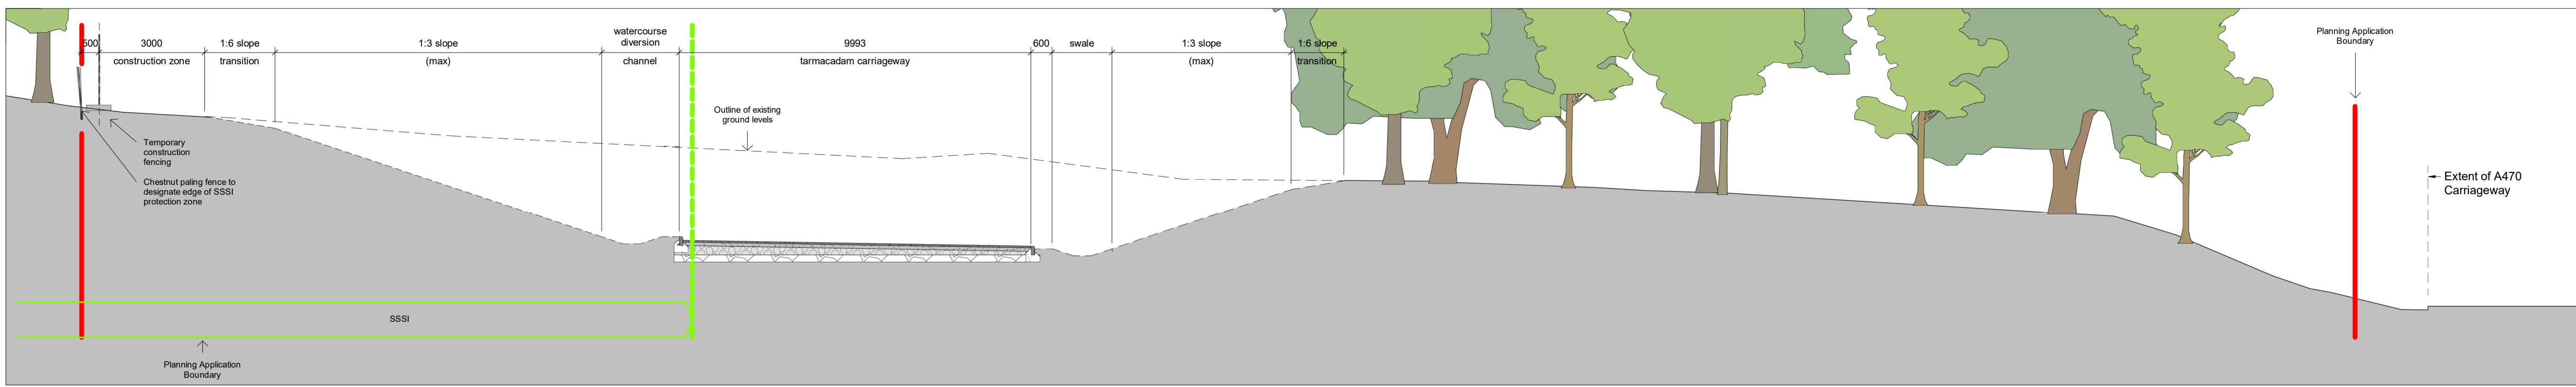 500
3000
construction zone
1:6 slope
transition
1:3 slope
(max)
watercourse
diversion
channel
9993
tarmacadam carriageway
600
swale
1:3 slope
(max)
1:6 slope
transition
Planning Application
Boundary
Outline of existing
ground levels
Temporary
construction
fencing
Chestnut paling fence to
designate edge of SSSI
protection zone
Extent of A470
Carriageway
SSSI
Planning Application
Boundary